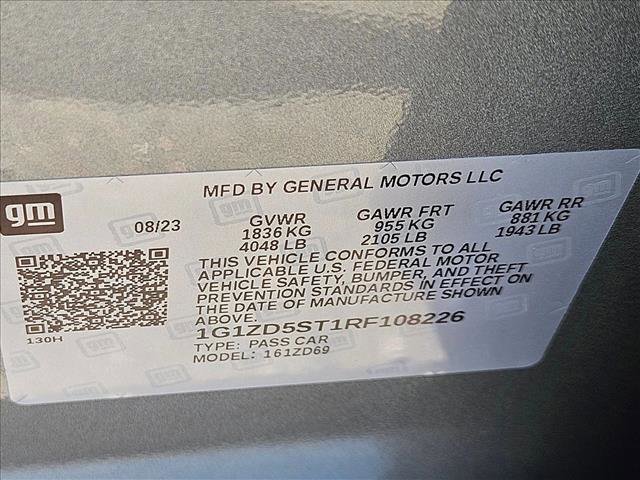 MFD BY GENERAL MOTORS LLC
gm
08/23 GVWR GAWR FRT GAWR RR
1836 KG 955 KG 881 KG
4048 LB 2105 LB 1943 LB
THIS VEHICLE CONFORMS TO ALL
APPLICABLE U.S. FEDERAL MOTOR
VEHICLE SAFETY, BUMPER, AND THEFT
PREVENTION STANDARDS IN EFFECT ON
THE DATE OF MANUFACTURE SHOWN
ABOVE.
130H
1G1ZD5ST1RF108226
TYPE: PASS CAR
MODEL: 161ZD69